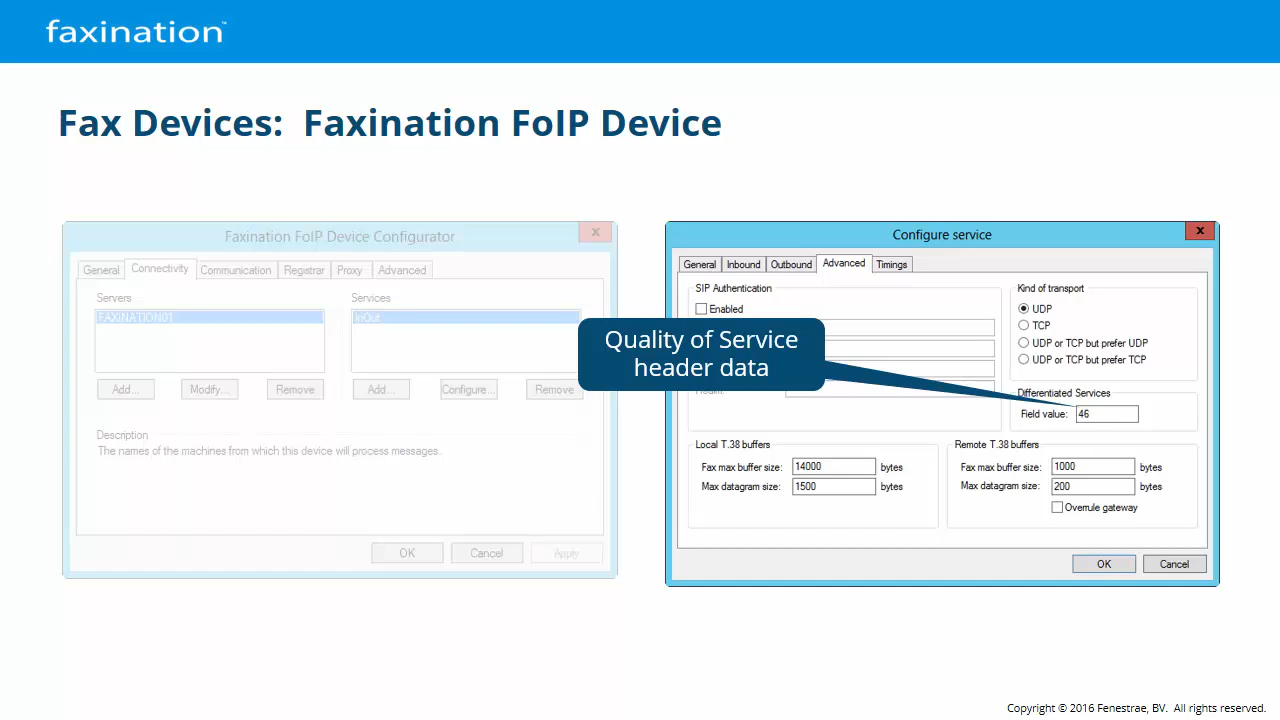 faxination™
Fax Devices: Faxination FoIP Device
Faxination FoIP Device Configurator
x
General Connectivity Communication Registrar Proxy Advanced
Servers
FAXINATION01
Services
InOut
Add... Modify... Remove
Add... Configure... Remove
Description
The names of the machines from which this device will process messages.
OK Cancel Apply
Configure service
x
General Inbound Outbound Advanced Timings
SIP Authentication
Enabled
Realm:
Quality of Service
header data
Kind of transport
UDP
TCP
UDP or TCP but prefer UDP
UDP or TCP but prefer TCP
Differentiated Services
Field value: 46
Local T.38 buffers
Fax max buffer size: 14000 bytes
Max datagram size: 1500 bytes
Remote T.38 buffers
Fax max buffer size: 1000 bytes
Max datagram size: 200 bytes
Overrule gateway
OK Cancel
Copyright © 2016 Fenestrae, BV. All rights reserved.